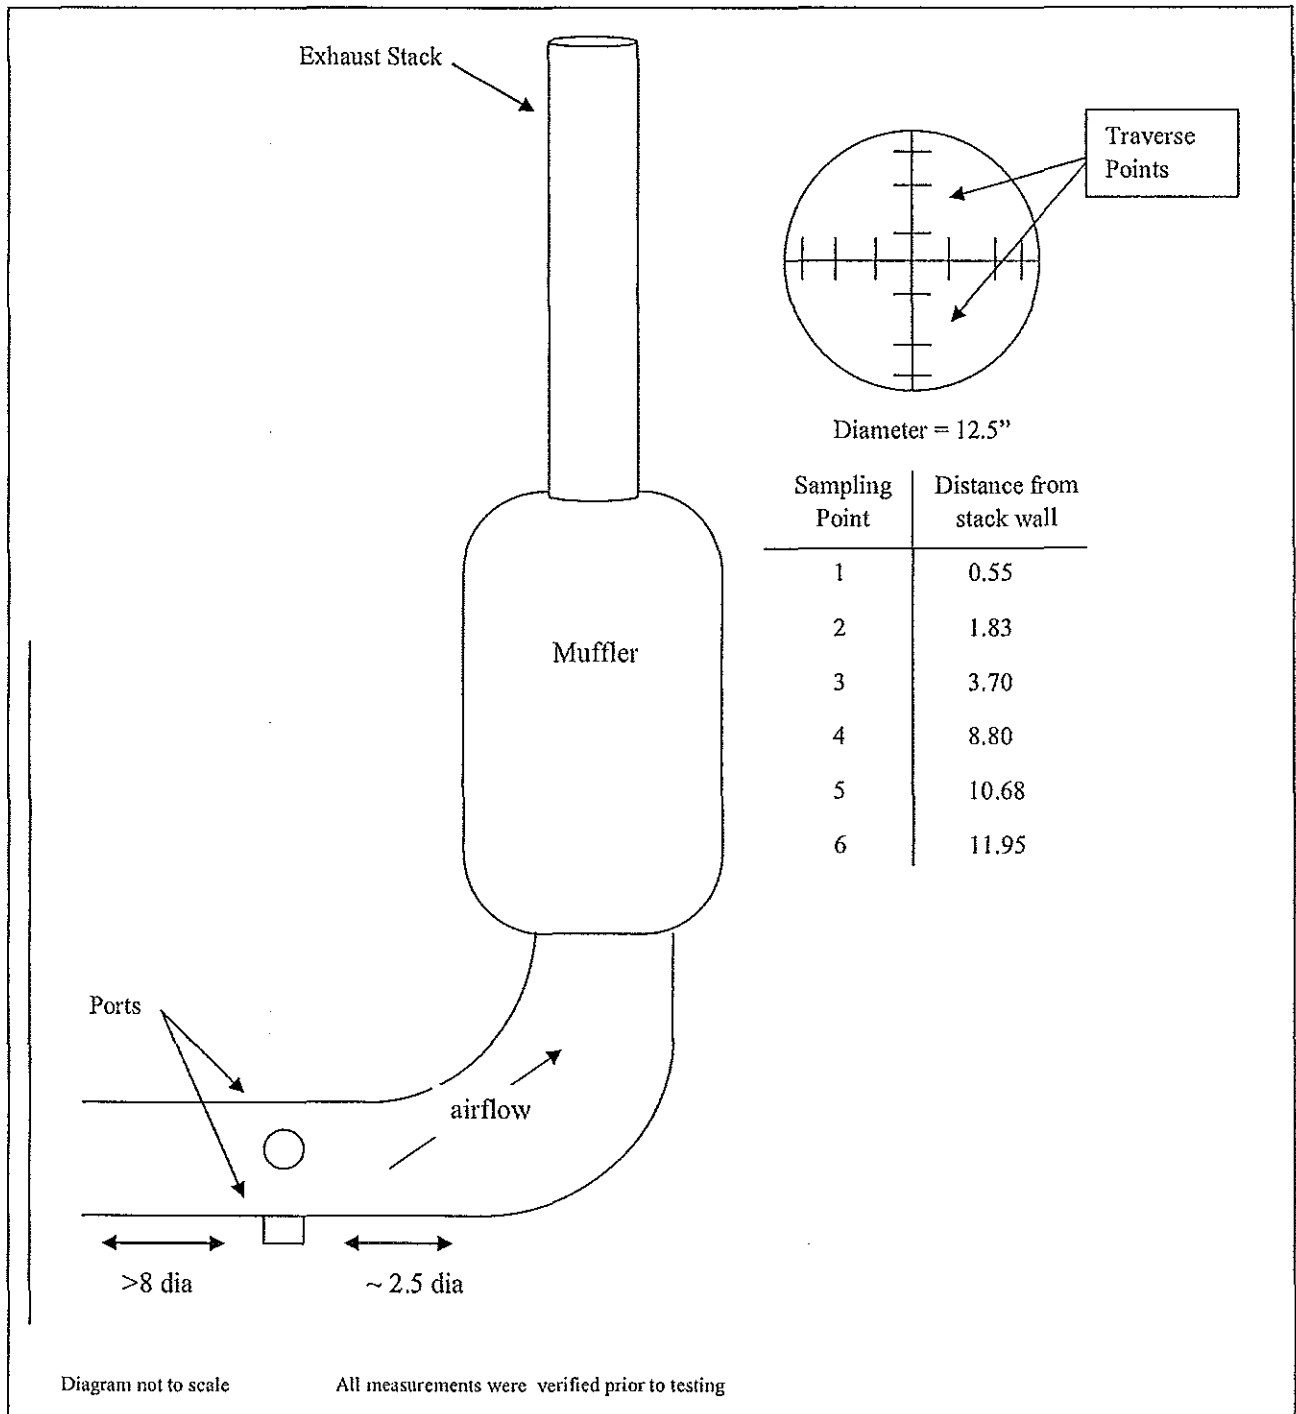 Exhaust Stack
Traverse
Points
Diameter = 12.5”
Sampling Point
Distance from stack wall
1 0.55
2 1.83
3 3.70
4 8.80
5 10.68
6 11.95
Muffler
Ports
airflow
>8 dia
~ 2.5 dia
Diagram not to scale
All measurements were verified prior to testing